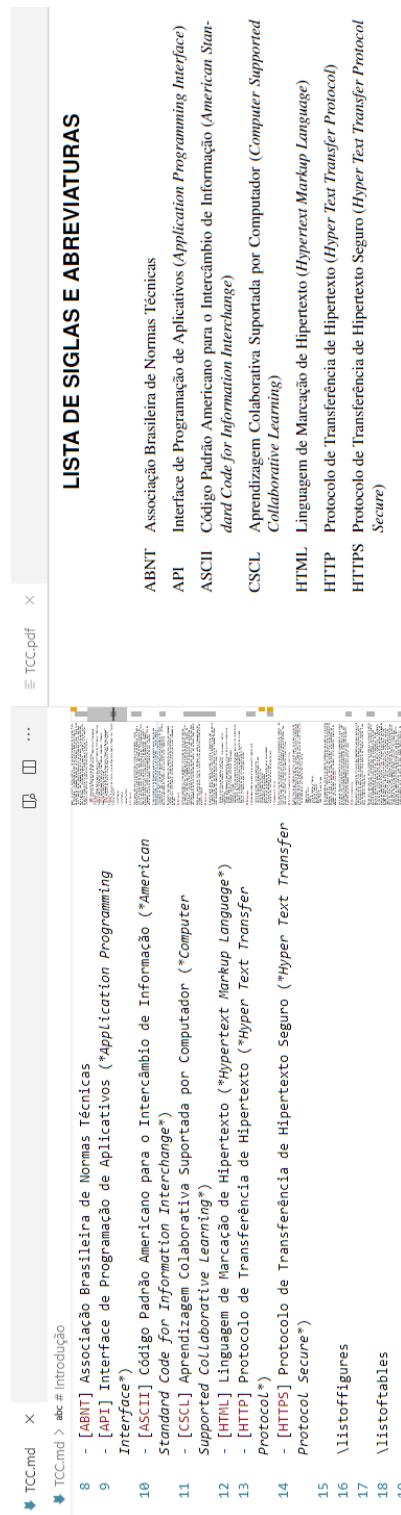 TCC.md ×
TCC.md > abc # Introdução
8 - [ABNT] Associação Brasileira de Normas Técnicas
9 - [API] Interface de Programação de Aplicativos (*Application Programming
Interface*)
10 - [ASCII] Código Padrão Americano para o Intercâmbio de Informação (*American
Standard Code for Information Interchange*)
11 - [CSCL] Aprendizagem Colaborativa Suportada por Computador (*Computer
Supported Collaborative Learning*)
12 - [HTML] Linguagem de Marcação de Hipertexto (*Hypertext Markup Language*)
13 - [HTTP] Protocolo de Transferência de Hipertexto (*Hyper Text Transfer
Protocol*)
14 - [HTTPS] Protocolo de Transferência de Hipertexto Seguro (*Hyper Text Transfer
Protocol Secure*)
15
16 \listoffigures
17
18 \listoftables
19
TCC.pdf ×
LISTA DE SIGLAS E ABREVIATURAS
ABNT Associação Brasileira de Normas Técnicas
API Interface de Programação de Aplicativos (Application Programming Interface)
ASCII Código Padrão Americano para o Intercâmbio de Informação (American Stan-
dard Code for Information Interchange)
CSCL Aprendizagem Colaborativa Suportada por Computador (Computer Supported
Collaborative Learning)
HTML Linguagem de Marcação de Hipertexto (Hypertext Markup Language)
HTTP Protocolo de Transferência de Hipertexto (Hyper Text Transfer Protocol)
HTTPS Protocolo de Transferência de Hipertexto Seguro (Hyper Text Transfer Protocol
Secure)